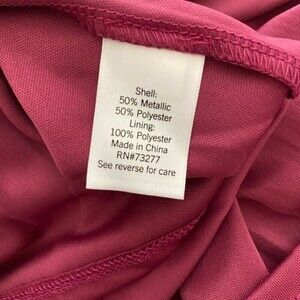 Shell:
50% Metallic
50% Polyester
Lining:
100% Polyester
Made in China
RN#73277
See reverse for care